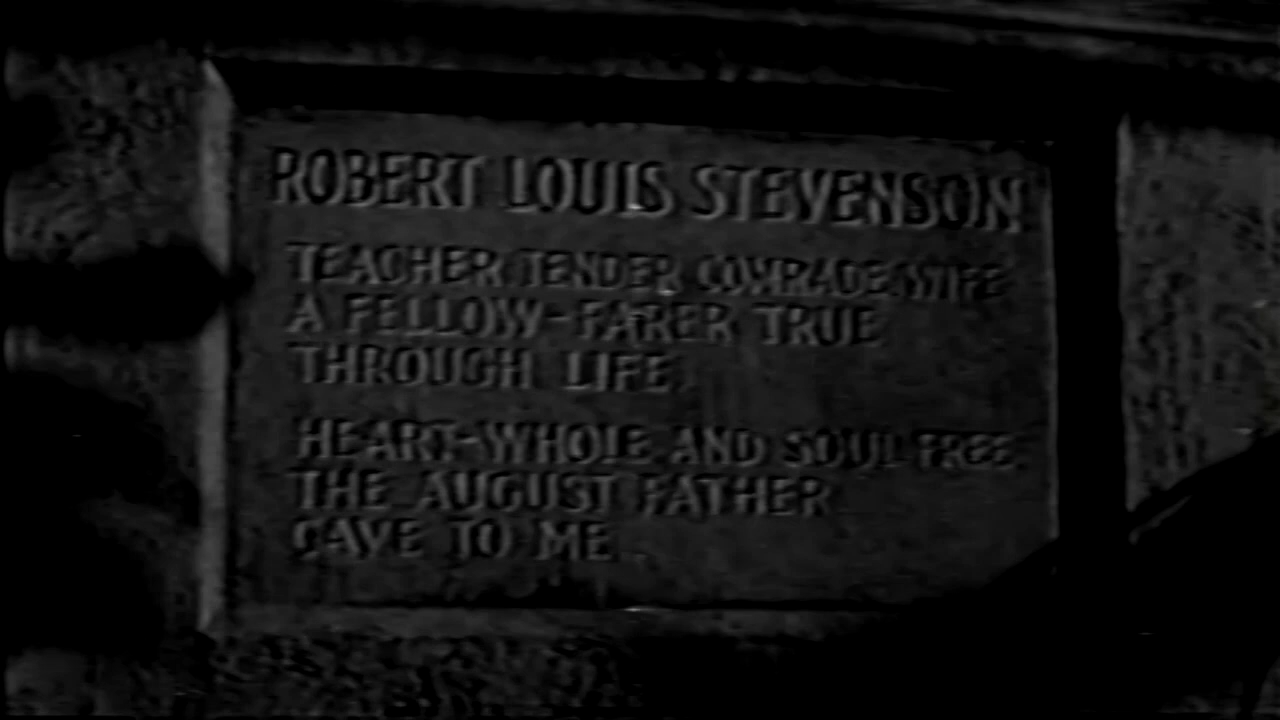 ROBERT LOUIS STEVENSON
TEACHER TENDER COMRADE WIFE
A FELLOW-FARER TRUE
THROUGH LIFE
HEART-WHOLE AND SOUL FREE
THE AUGUST FATHER
GAVE TO ME